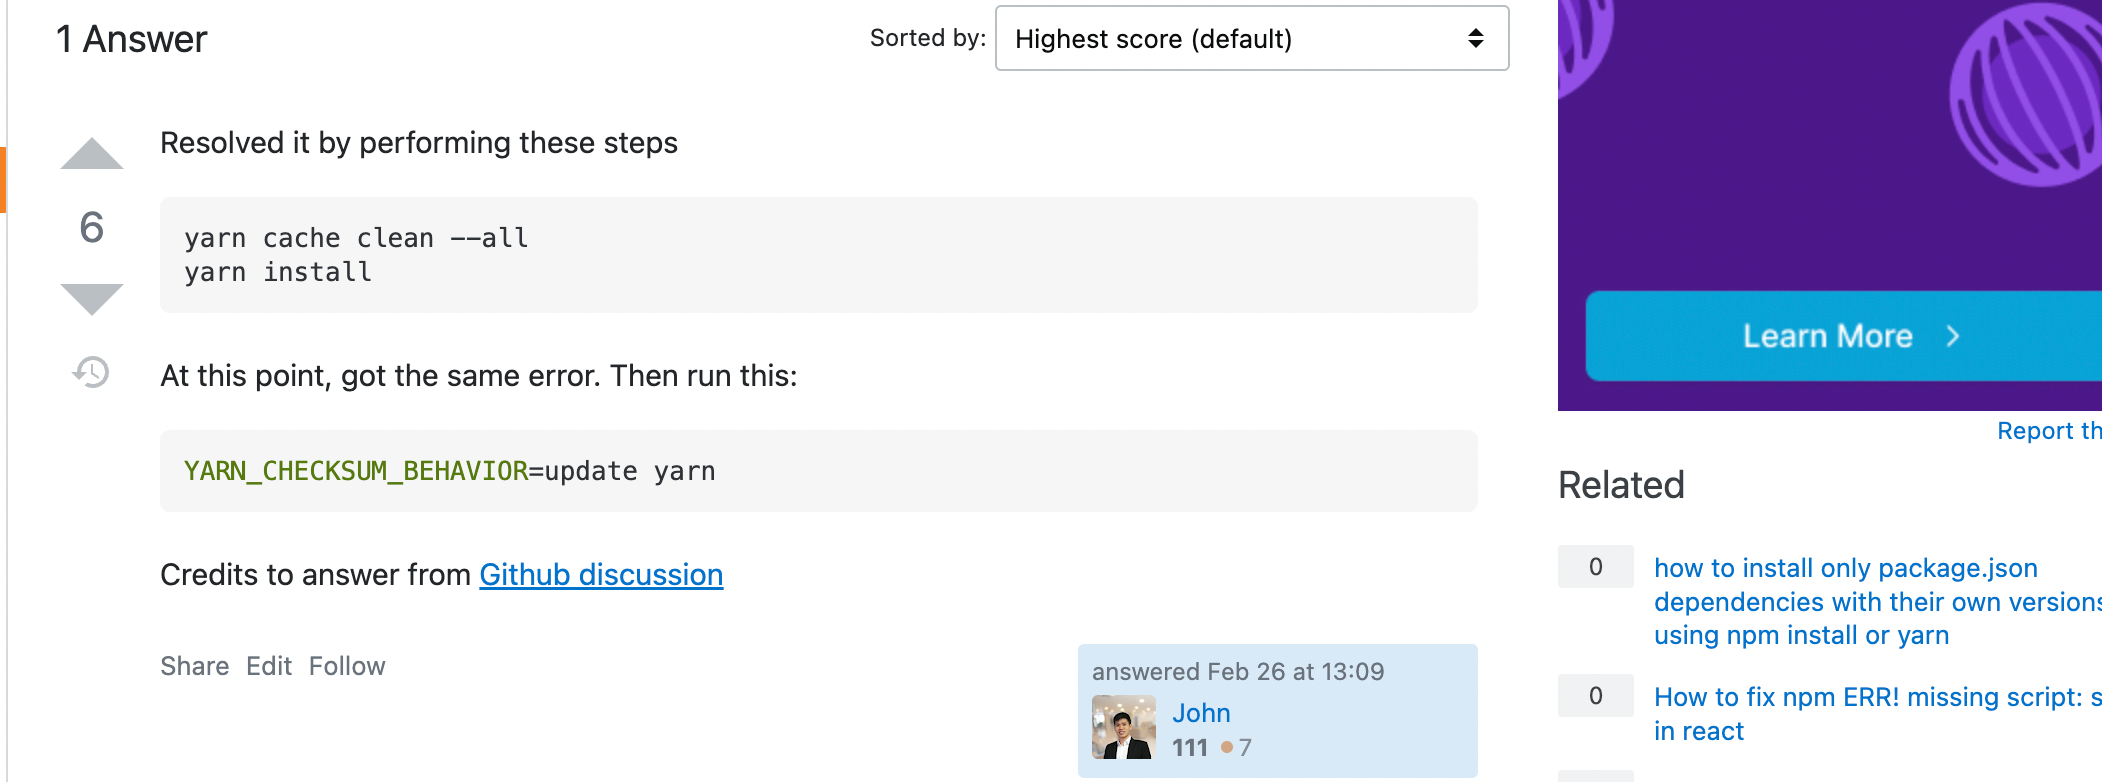 1 Answer
Sorted by:
Highest score (default)
Resolved it by performing these steps
6
yarn cache clean --all
yarn install
At this point, got the same error. Then run this:
YARN_CHECKSUM_BEHAVIOR=update yarn
Credits to answer from Github discussion
Share Edit Follow
answered Feb 26 at 13:09
John
111 7
Learn More
Report th
Related
0
how to install only package.json
dependencies with their own versions
using npm install or yarn
0
How to fix npm ERR! missing script: s
in react